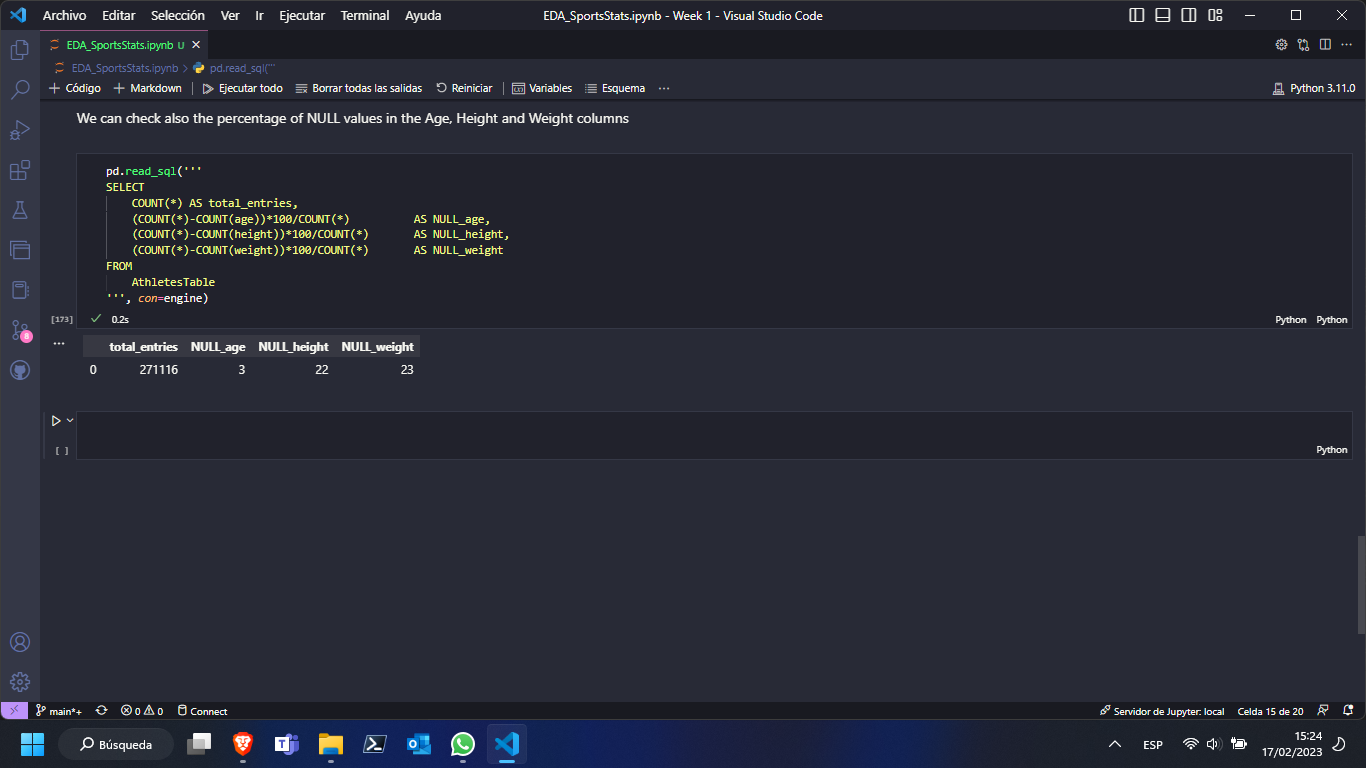 Archivo Editar Selección Ver Ir Ejecutar Terminal Ayuda EDA_SportsStats.ipynb - Week 1 - Visual Studio Code
EDA_SportsStats.ipynb U
EDA_SportsStats.ipynb > pd.read_sql('''
Código Markdown Ejecutar todo Borrar todas las salidas Reiniciar Variables Esquema ... Python 3.11.0
We can check also the percentage of NULL values in the Age, Height and Weight columns
pd.read_sql('''
SELECT
COUNT(*) AS total_entries,
(COUNT(*)-COUNT(age))*100/COUNT(*) AS NULL_age,
(COUNT(*)-COUNT(height))*100/COUNT(*) AS NULL_height,
(COUNT(*)-COUNT(weight))*100/COUNT(*) AS NULL_weight
FROM
AthletesTable
''', con=engine)
[173] 0.2s Python Python
total_entries NULL_age NULL_height NULL_weight
0 271116 3 22 23
[ ] Python
8
main*+ 0 0 Connect Servidor de Jupyter: local Celda 15 de 20
Búsqueda ESP 15:24
17/02/2023